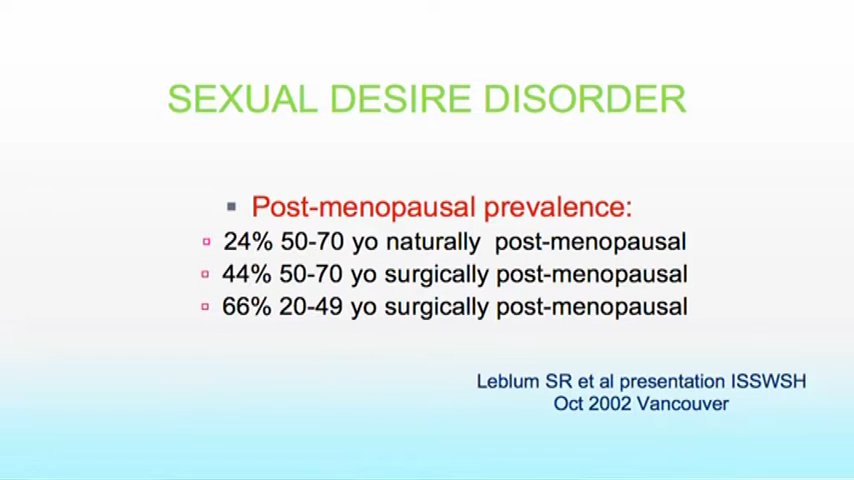 SEXUAL DESIRE DISORDER
Post-menopausal prevalence:
24% 50-70 yo naturally post-menopausal
44% 50-70 yo surgically post-menopausal
66% 20-49 yo surgically post-menopausal
Leblum SR et al presentation ISSWSH
Oct 2002 Vancouver